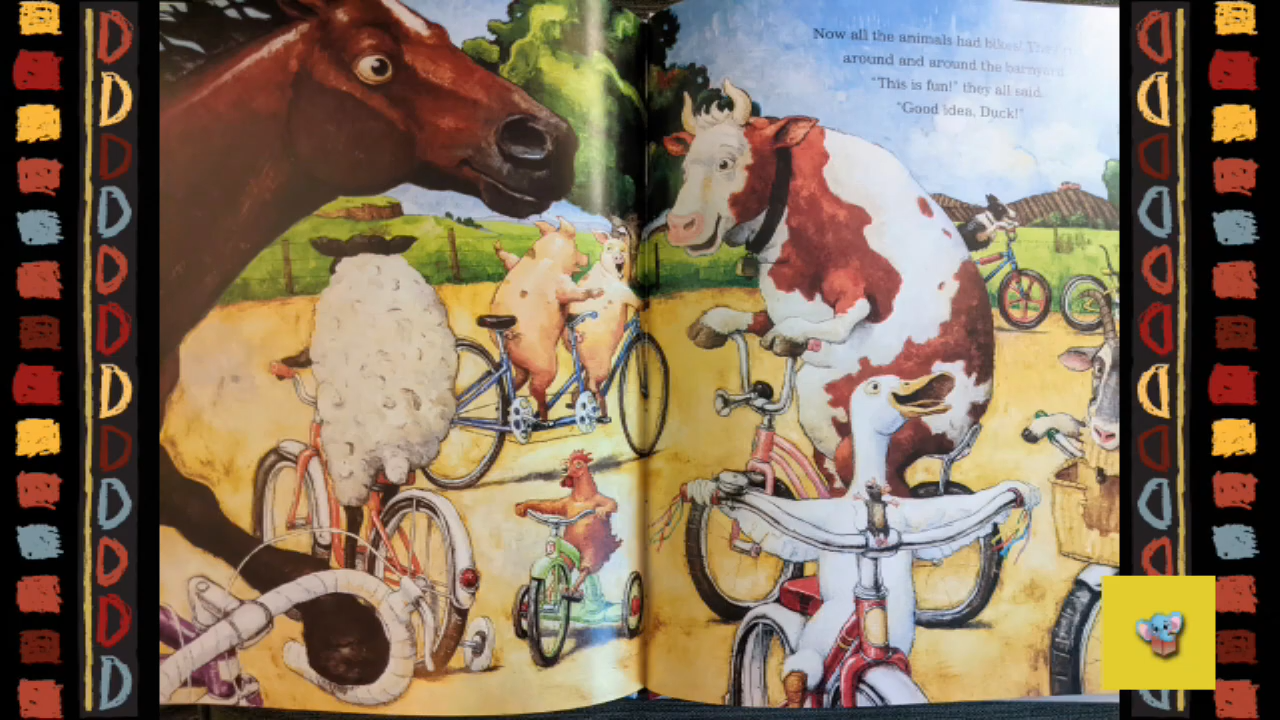 Now all the animals had bikes! They
around and around the barnyard
"This is fun!" they all said.
"Good idea, Duck!"